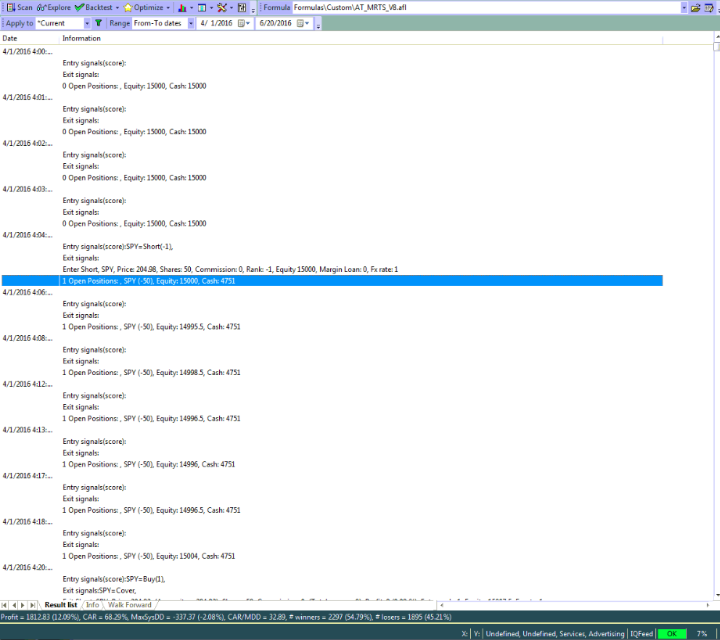 Scan Explore Backtest Optimize Formula Formulas\Custom\AT_MRTS_V8.afl
Apply to *Current Range From-To dates 4/ 1/2016 6/20/2016
Date Information
4/1/2016 4:00:...
Entry signals(score):
Exit signals:
0 Open Positions: , Equity: 15000, Cash: 15000
4/1/2016 4:01:...
Entry signals(score):
Exit signals:
0 Open Positions: , Equity: 15000, Cash: 15000
4/1/2016 4:02:...
Entry signals(score):
Exit signals:
0 Open Positions: , Equity: 15000, Cash: 15000
4/1/2016 4:03:...
Entry signals(score):
Exit signals:
0 Open Positions: , Equity: 15000, Cash: 15000
4/1/2016 4:04:...
Entry signals(score):SPY=Short(-1),
Exit signals:
Enter Short, SPY, Price: 204.98, Shares: 50, Commission: 0, Rank: -1, Equity 15000, Margin Loan: 0, Fx rate: 1
1 Open Positions: , SPY (-50), Equity: 15000, Cash: 4751
4/1/2016 4:06:...
Entry signals(score):
Exit signals:
1 Open Positions: , SPY (-50), Equity: 14995.5, Cash: 4751
4/1/2016 4:08:...
Entry signals(score):
Exit signals:
1 Open Positions: , SPY (-50), Equity: 14998.5, Cash: 4751
4/1/2016 4:12:...
Entry signals(score):
Exit signals:
1 Open Positions: , SPY (-50), Equity: 14996.5, Cash: 4751
4/1/2016 4:13:...
Entry signals(score):
Exit signals:
1 Open Positions: , SPY (-50), Equity: 14996, Cash: 4751
4/1/2016 4:17:...
Entry signals(score):
Exit signals:
1 Open Positions: , SPY (-50), Equity: 14996.5, Cash: 4751
4/1/2016 4:18:...
Entry signals(score):
Exit signals:
1 Open Positions: , SPY (-50), Equity: 15004, Cash: 4751
4/1/2016 4:20:...
Entry signals(score):SPY=Buy(1),
Exit signals:SPY=Cover,
Result list Info Walk Forward
Profit = 1812.83 (12.09%), CAR = 68.29%, MaxSysDD = -337.37 (-2.08%), CAR/MDD = 32.89, # winners = 2297 (54.79%), # losers = 1895 (45.21%)
X: Y: Undefined, Undefined, Services, Advertising IQFeed OK 7%